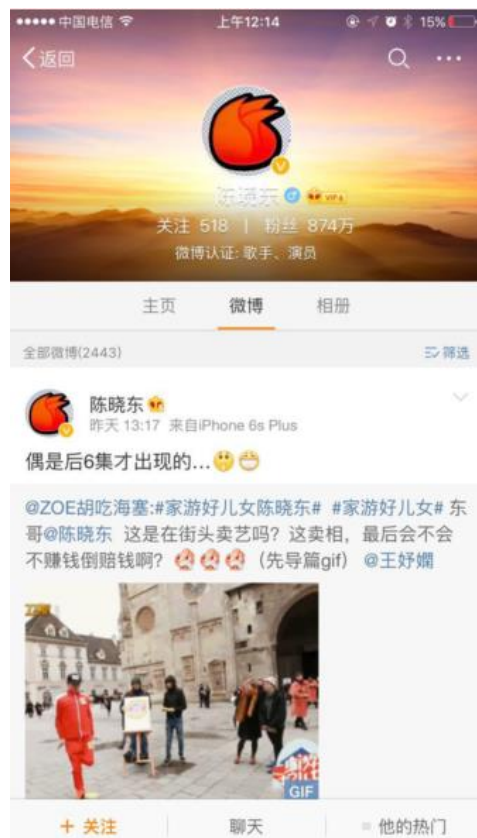 中国电信 上午12:14 15%
返回
陈晓东 VIP 6
关注 518 | 粉丝 874万
微博认证: 歌手、演员
主页 微博 相册
全部微博(2443) 筛选
陈晓东
昨天 13:17 来自iPhone 6s Plus
偶是后6集才出现的...
@ZOE胡吃海塞:#家游好儿女陈晓东# #家游好儿女# 东
哥@陈晓东 这是在街头卖艺吗？这卖相，最后会不会
不赚钱倒赔钱啊？（先导篇gif） @王妤嫻
GIF
+ 关注 聊天 他的热门